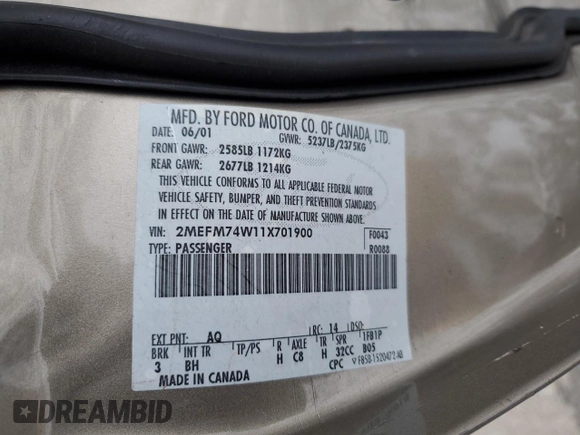 MFD. BY FORD MOTOR CO. OF CANADA, LTD.
DATE: 06/01 GVWR: 5237LB/2375KG
FRONT GAWR: 2585LB 1172KG
REAR GAWR: 2677LB 1214KG
THIS VEHICLE CONFORMS TO ALL APPLICABLE FEDERAL MOTOR
VEHICLE SAFETY, BUMPER, AND THEFT PREVENTION STANDARDS
IN EFFECT ON THE DATE OF MANUFACTURE SHOWN ABOVE.
VIN: 2MEFM74W11X701900 F0043
TYPE: PASSENGER R0088
EXT PNT: AQ RC: 14 DSO:
BRK INT TR TP/PS R AXLE TR SPR 1FB1P
3 BH H C8 H 32CC B05
MADE IN CANADA CPC
DREAMBID